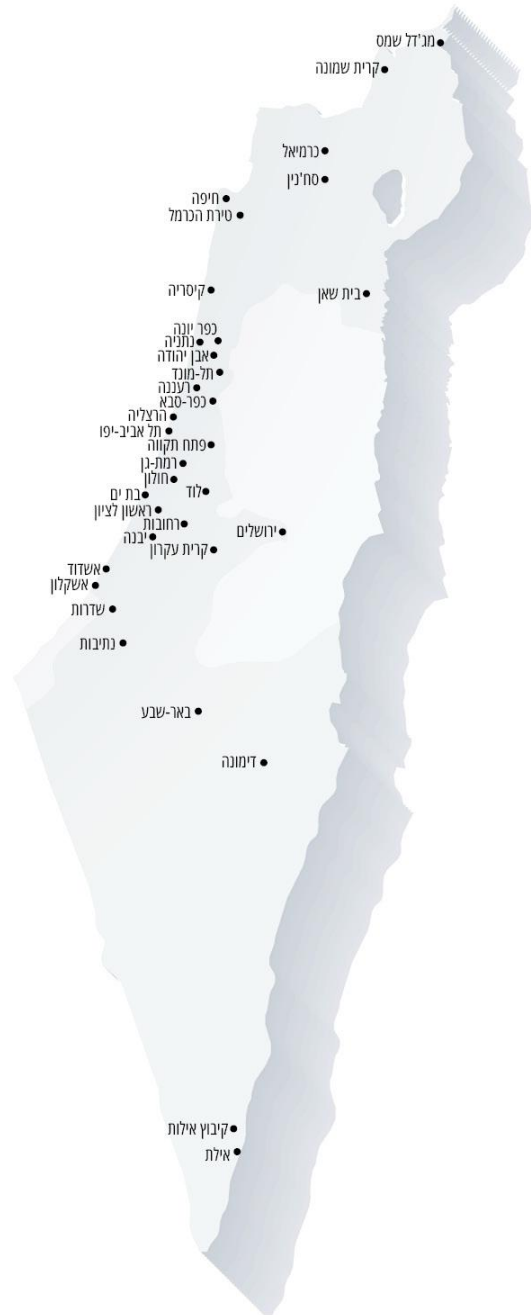 מג'דל שמס
קרית שמונה
כרמיאל
סח'נין
חיפה
טירת הכרמל
קיסריה
בית שאן
כפר יונה
נתניה
אבן יהודה
תל-מונד
רעננה
כפר-סבא
הרצליה
תל אביב-יפו
פתח תקווה
רמת-גן
חולון
לוד
בת ים
ראשון לציון
רחובות
ירושלים
יבנה
קרית עקרון
אשדוד
אשקלון
שדרות
נתיבות
באר-שבע
דימונה
קיבוץ אילות
אילת